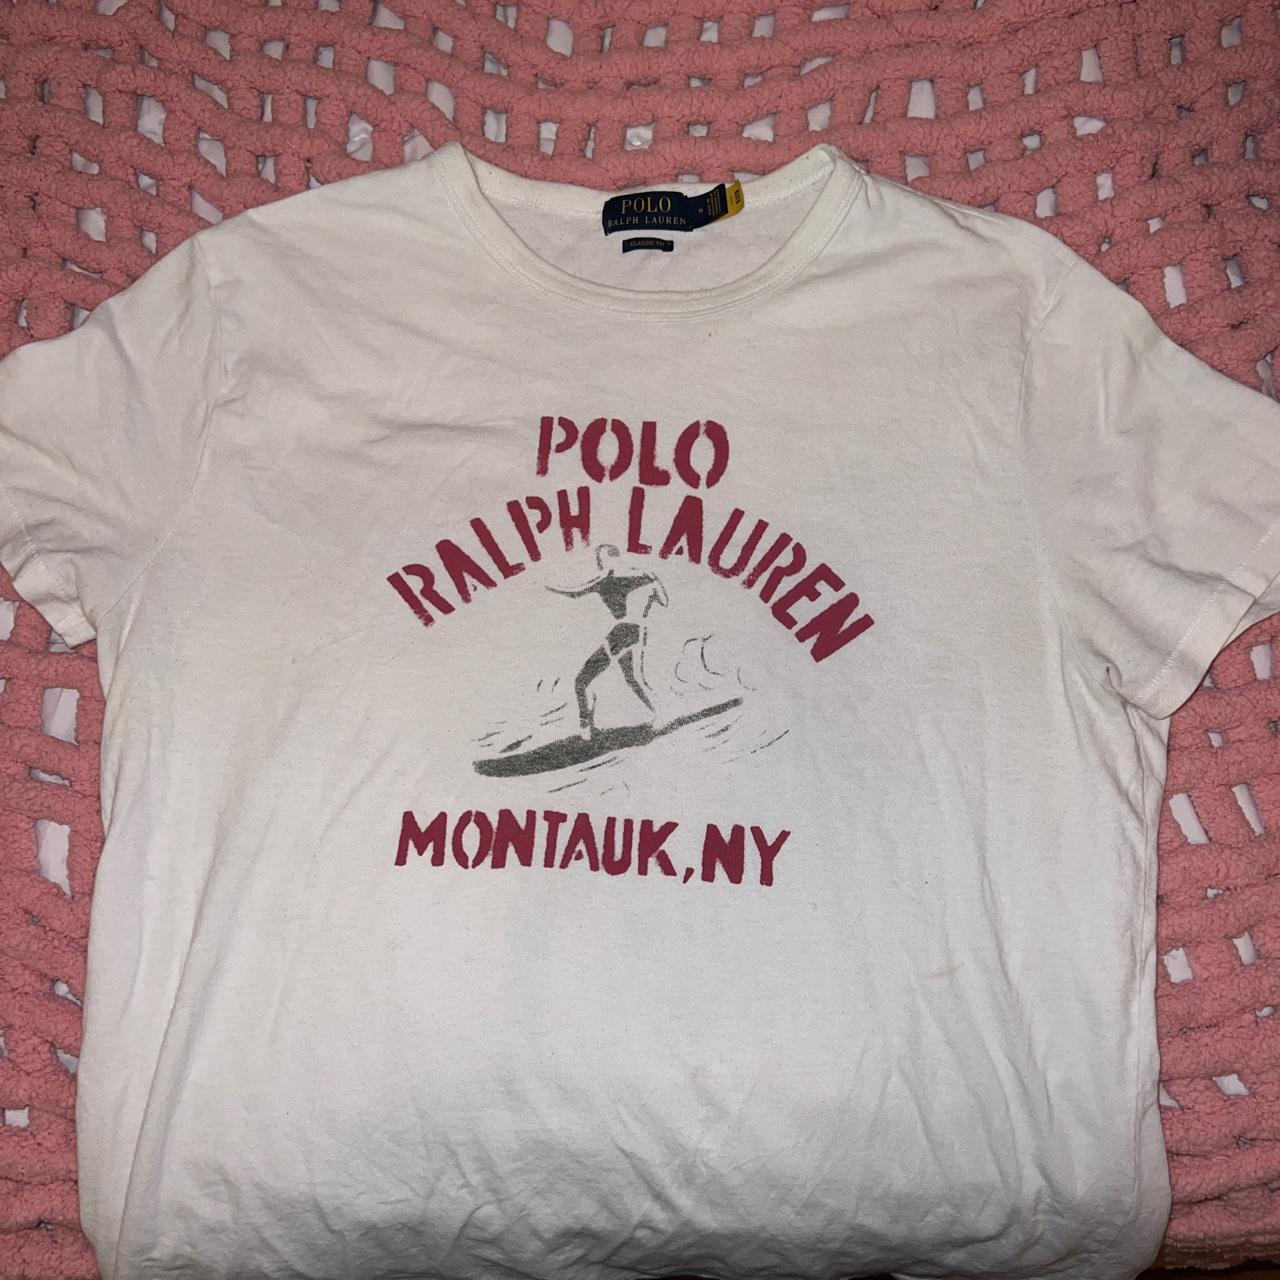 POLO
RALPH LAUREN
M
CLASSIC FIT
POLO
RALPH LAUREN
MONTAUK, NY